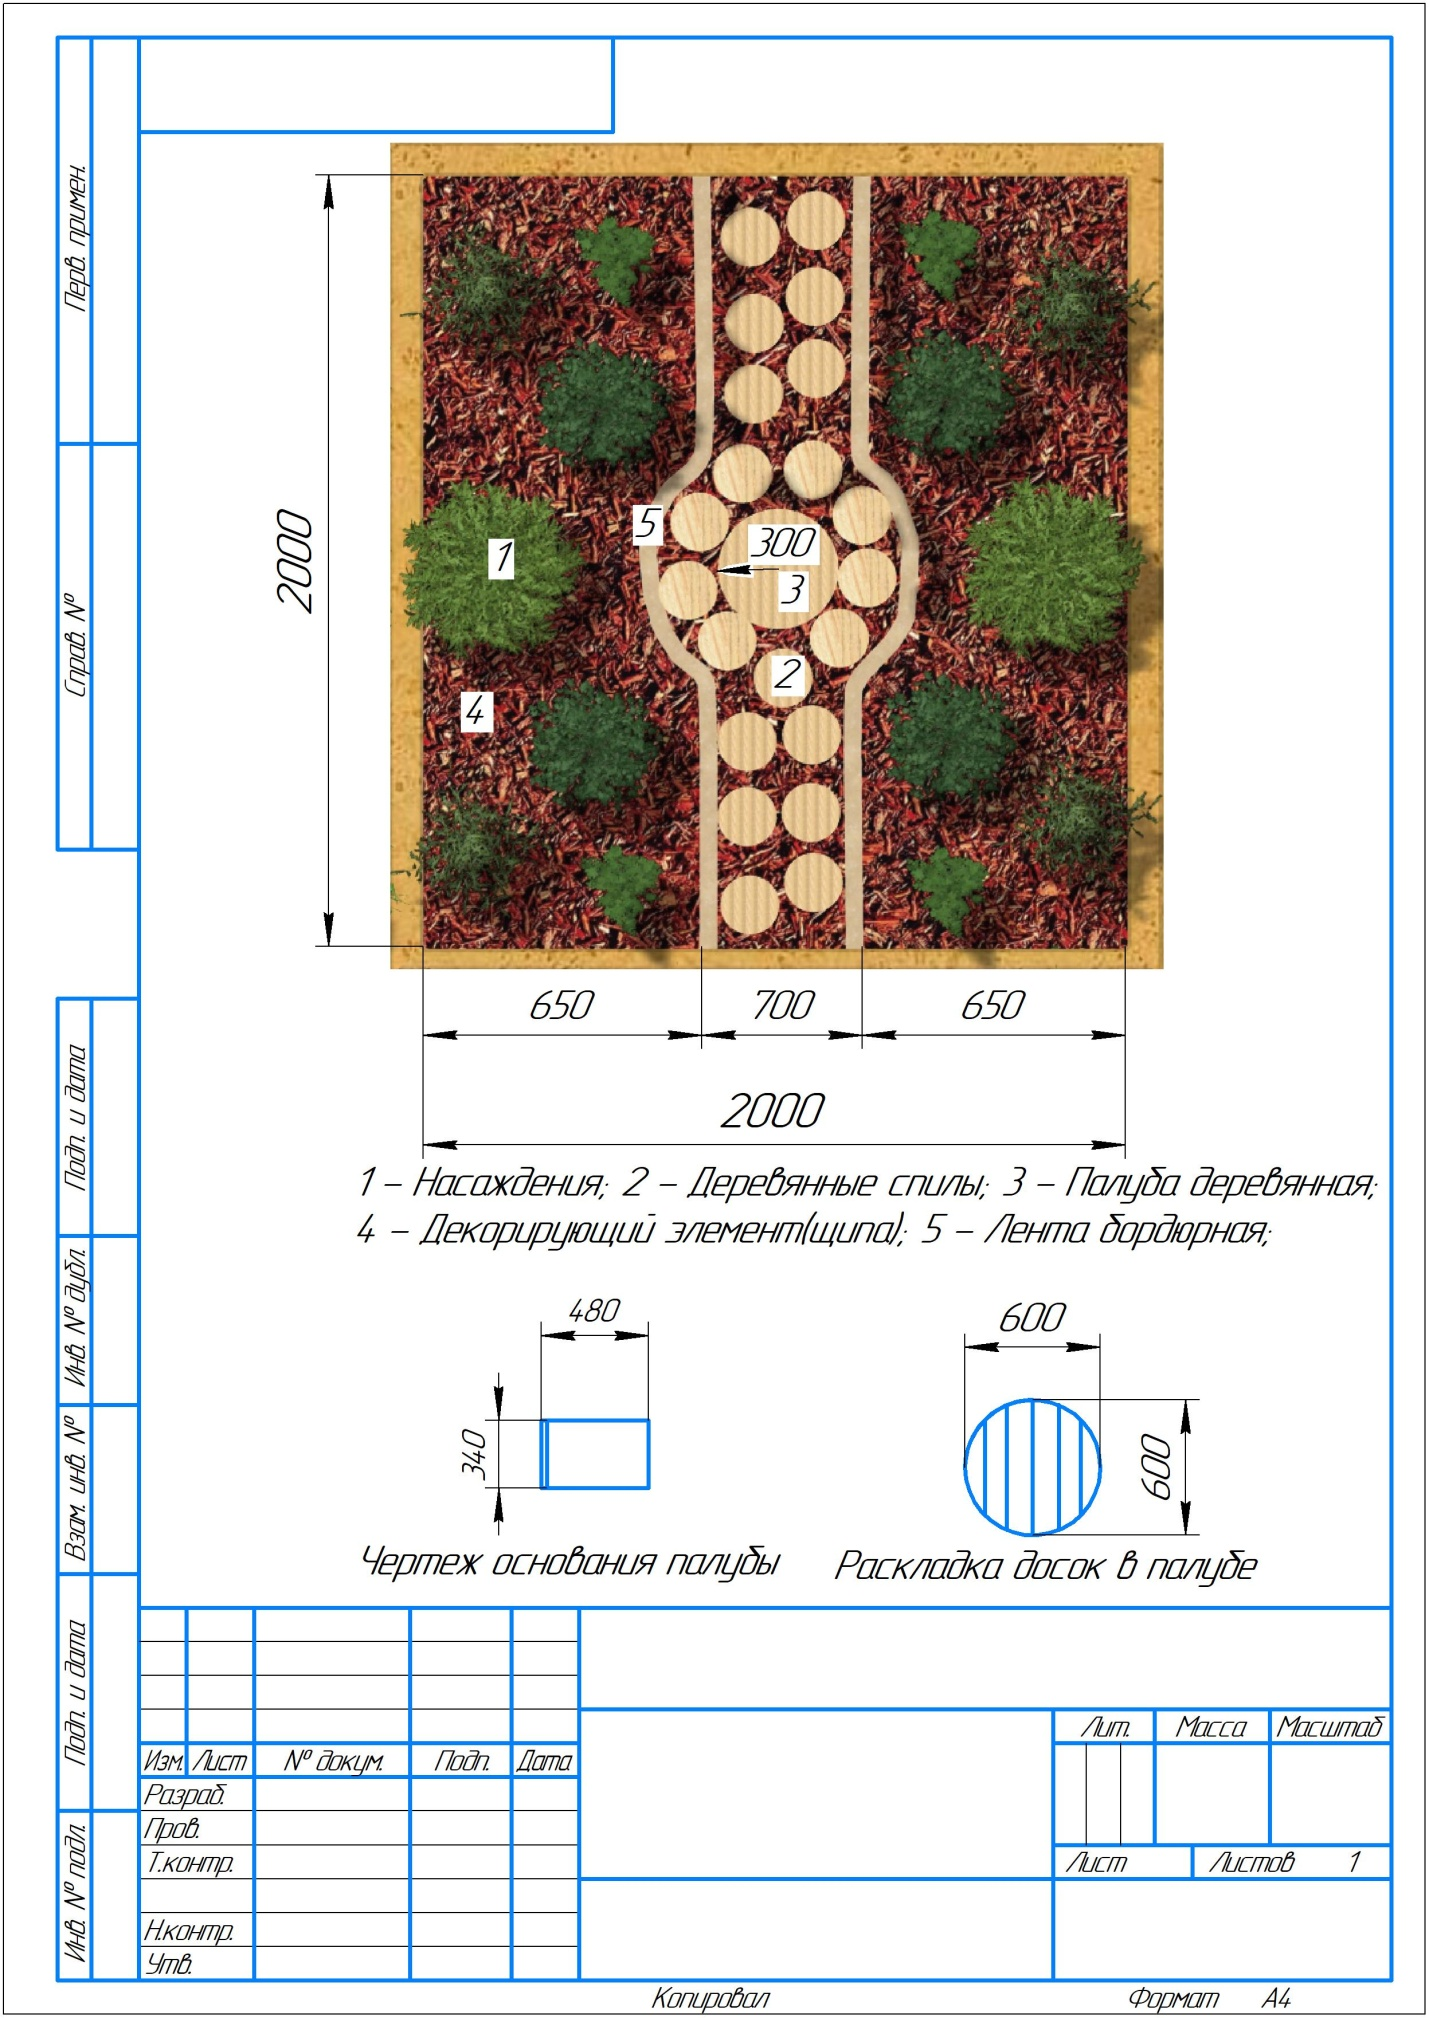 Перв. примен.
Справ. №
Подп. и дата
Инв. № дубл.
Взам. инв. №
Подп. и дата
Инв. № подл.
2000
5
300
1
3
2
4
650 700 650
2000
1 – Насаждения; 2 – Деревянные спилы; 3 – Палуба деревянная;
4 – Декорирующий элемент(щипа); 5 – Лента бордюрная;
480
340
600
600
Чертеж основания палубы
Раскладка досок в палубе
Изм. Лист № докум. Подп. Дата
Разраб.
Пров.
Т.контр.
Н.контр.
Утв.
Лит. Масса Масштаб
Лист Листов 1
Копировал Формат А4